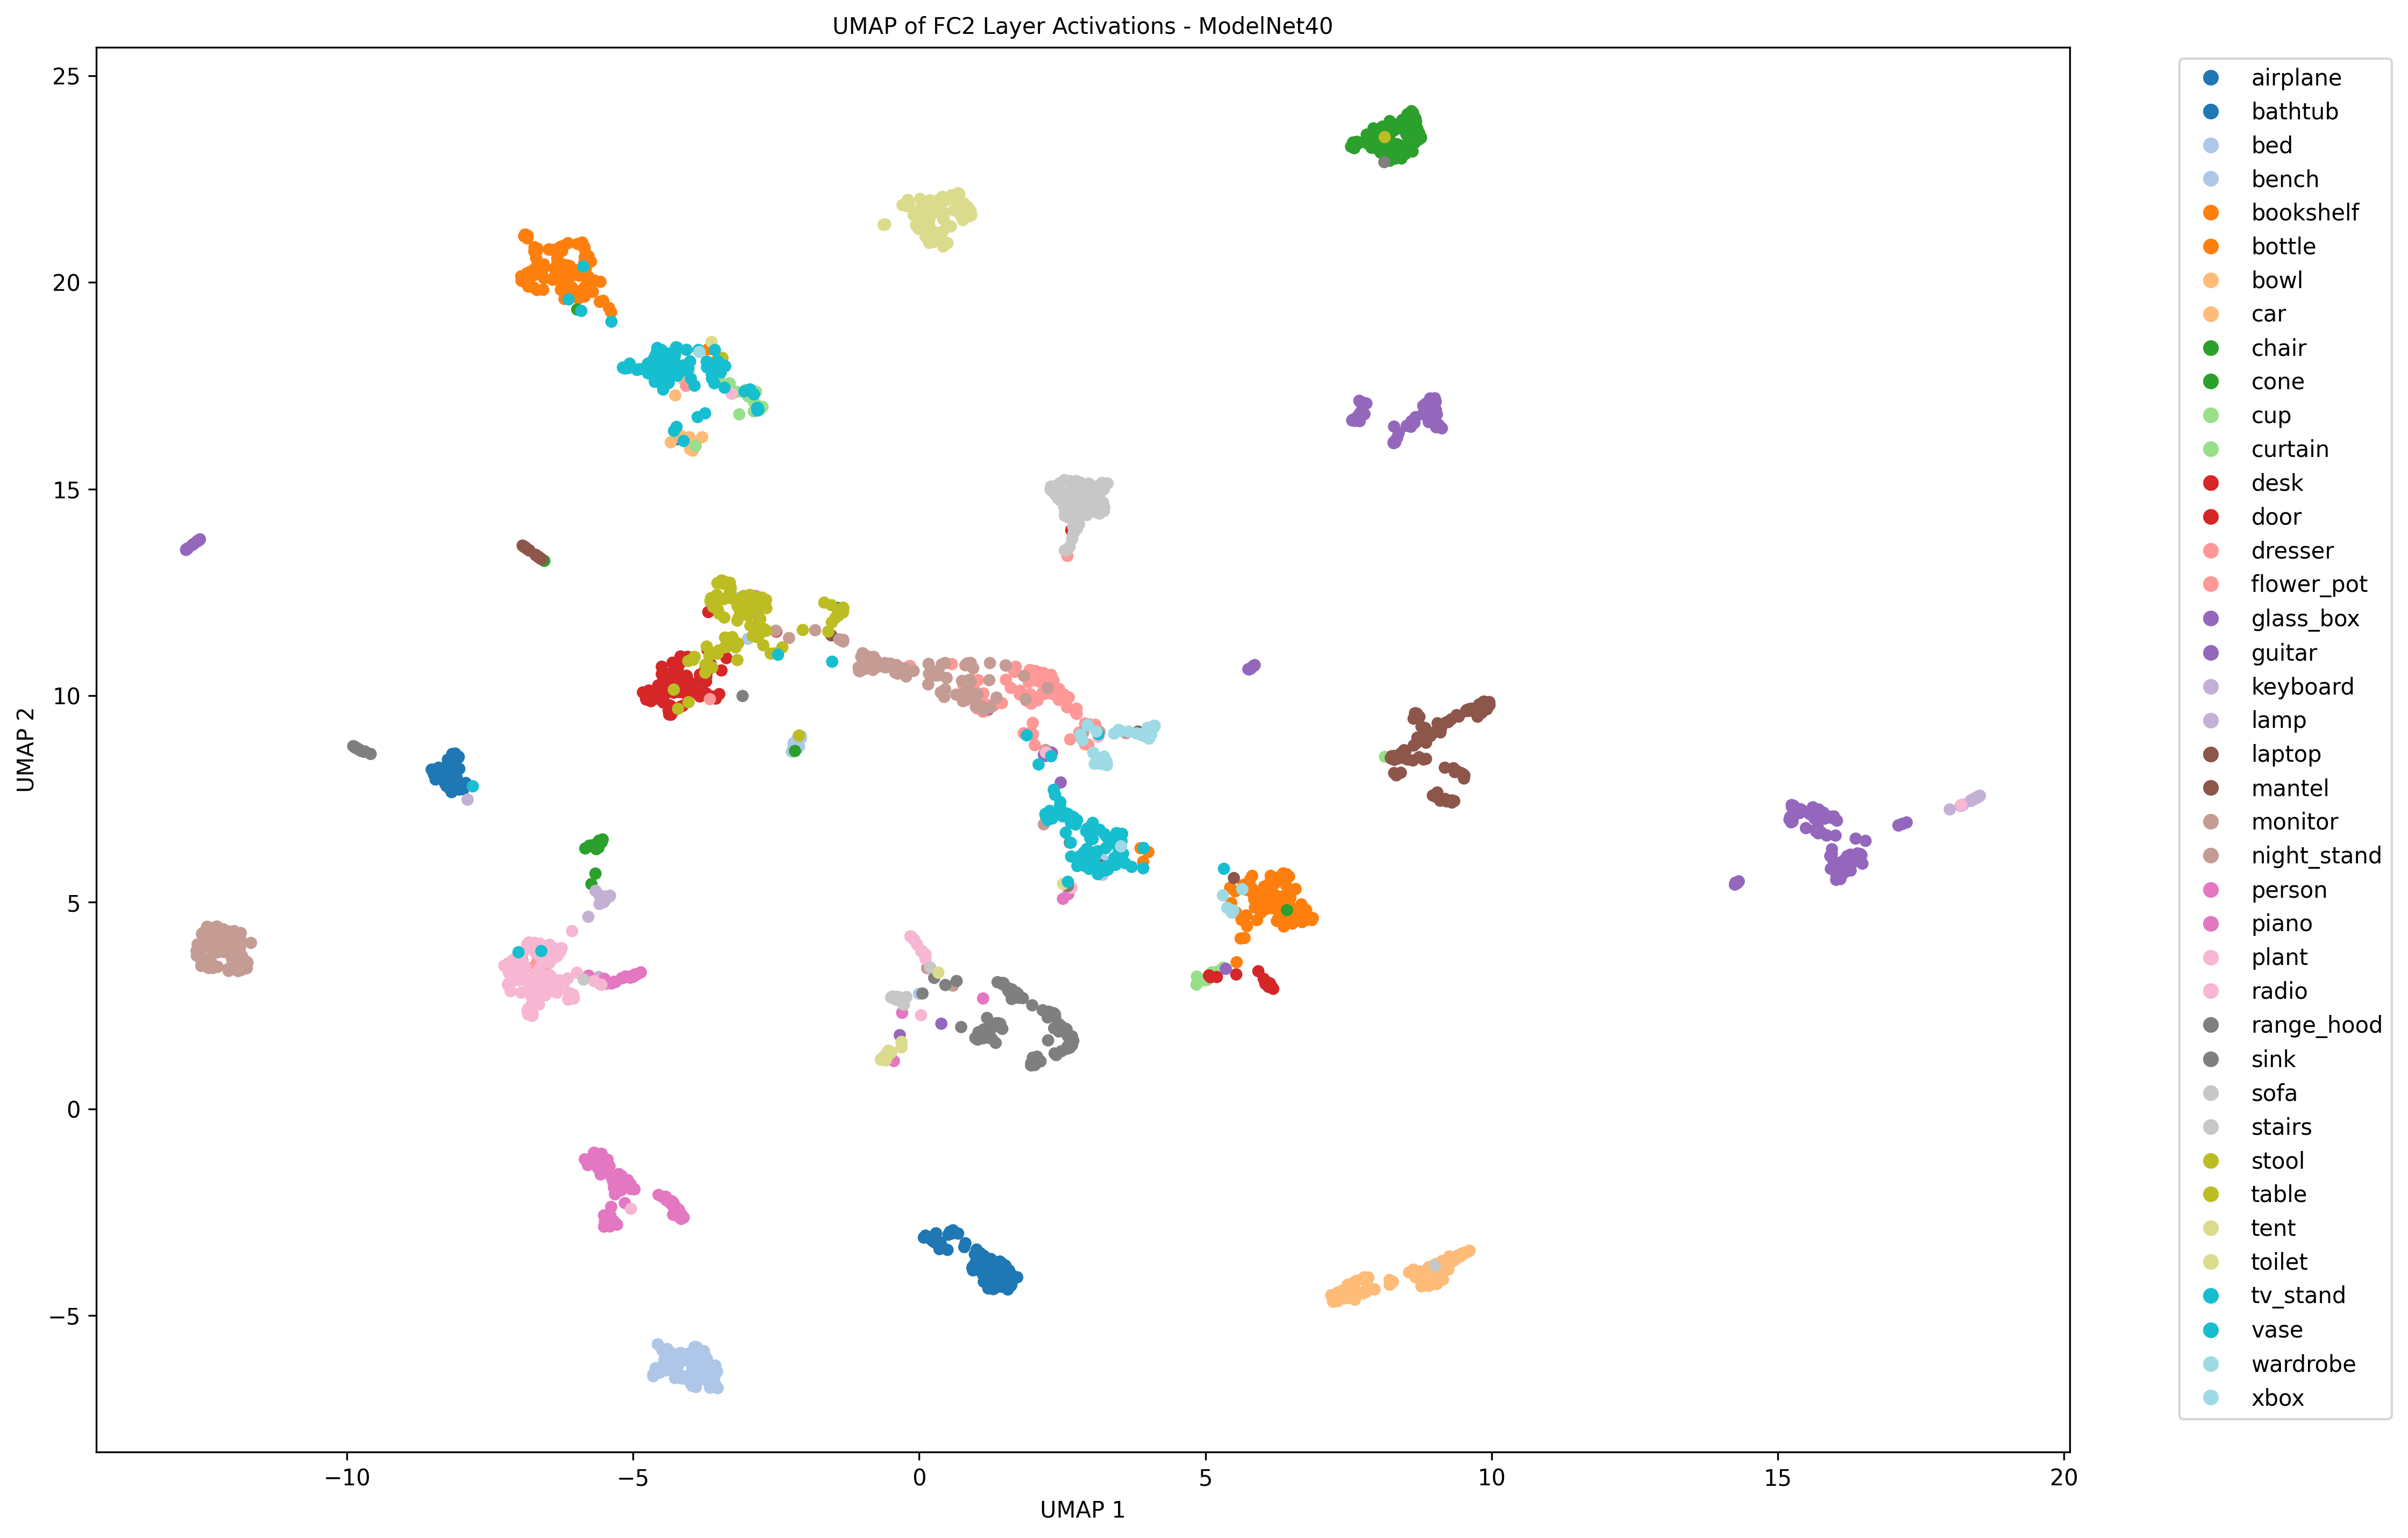 UMAP of FC2 Layer Activations - ModelNet40
25
20
15
10
5
0
−5
UMAP 2
−10
−5
0
5
10
15
20
UMAP 1
airplane
bathtub
bed
bench
bookshelf
bottle
bowl
car
chair
cone
cup
curtain
desk
door
dresser
flower_pot
glass_box
guitar
keyboard
lamp
laptop
mantel
monitor
night_stand
person
piano
plant
radio
range_hood
sink
sofa
stairs
stool
table
tent
toilet
tv_stand
vase
wardrobe
xbox